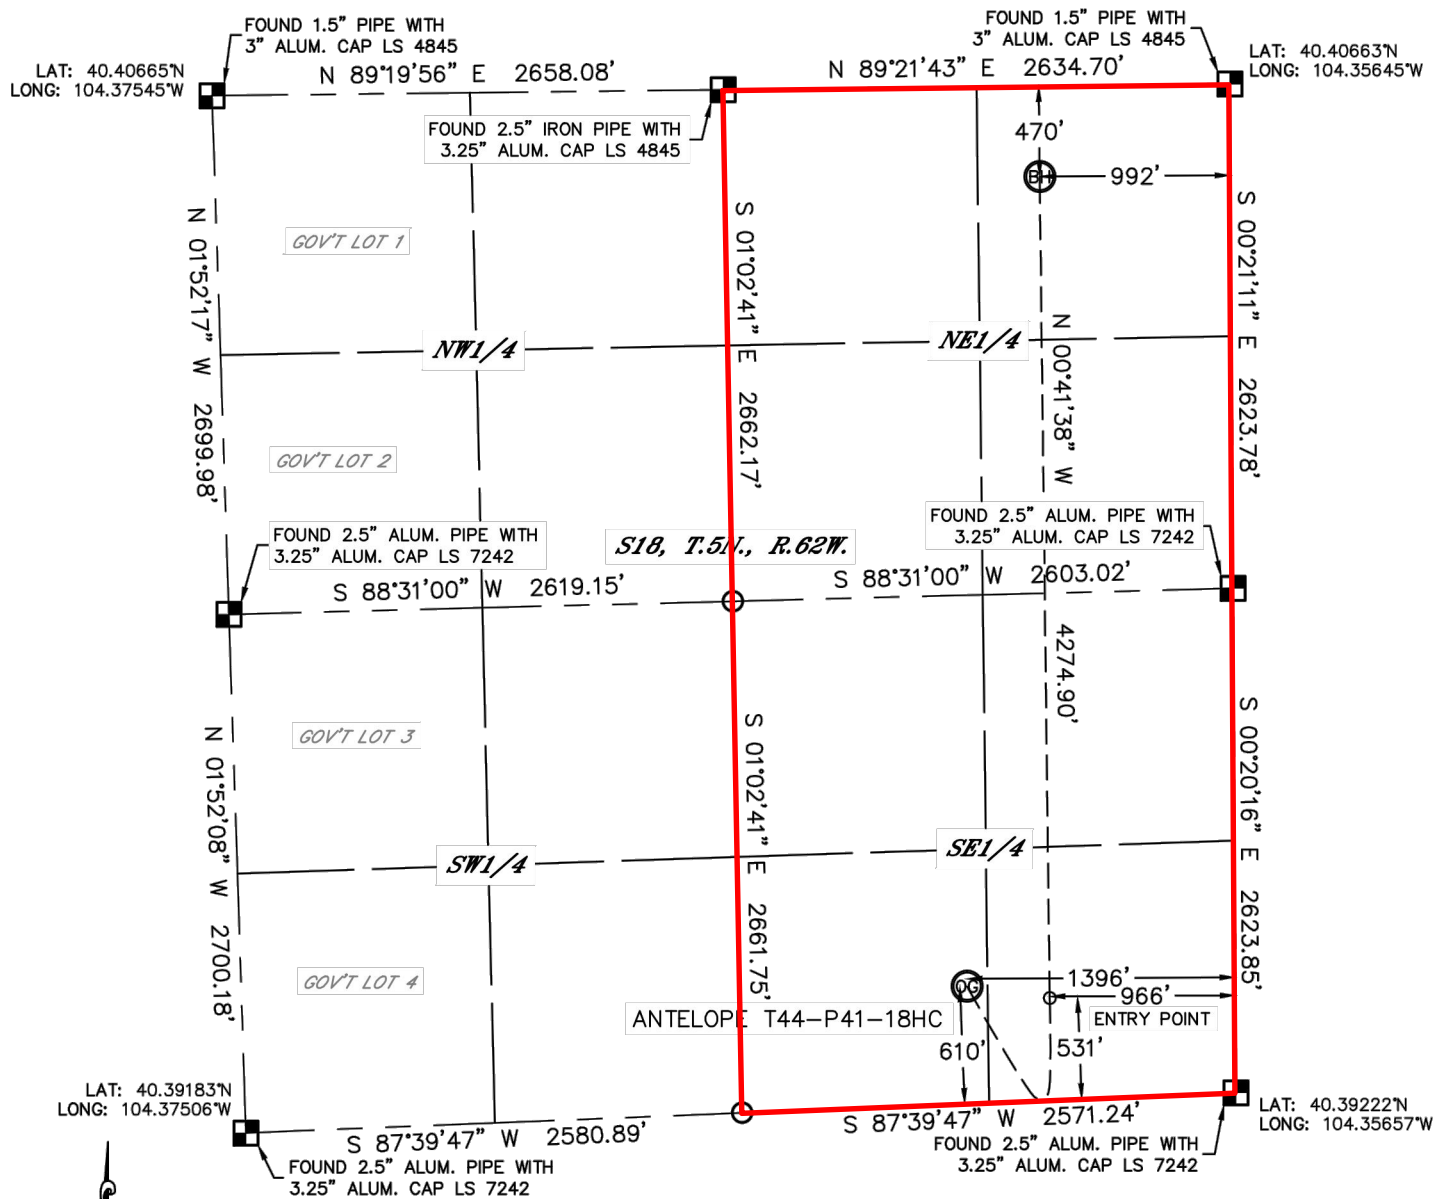 FOUND 1.5" PIPE WITH
3" ALUM. CAP LS 4845
LAT: 40.40665°N
LONG: 104.37545°W
N 89°19'56" E 2658.08'
FOUND 2.5" IRON PIPE WITH
3.25" ALUM. CAP LS 4845
N 89°21'43" E 2634.70'
FOUND 1.5" PIPE WITH
3" ALUM. CAP LS 4845
LAT: 40.40663°N
LONG: 104.35645°W
470'
BH
992'
N 01°52'17" W 2699.98'
GOV'T LOT 1
S 01°02'41" E 2662.17'
S 00°21'11" E 2623.78'
NW1/4
NE1/4
N 00°41'38" W 4274.90'
GOV'T LOT 2
FOUND 2.5" ALUM. PIPE WITH
3.25" ALUM. CAP LS 7242
S18, T.5N., R.62W.
FOUND 2.5" ALUM. PIPE WITH
3.25" ALUM. CAP LS 7242
S 88°31'00" W 2619.15'
S 88°31'00" W 2603.02'
N 01°52'08" W 2700.18'
GOV'T LOT 3
S 01°02'41" E 2661.75'
S 00°20'16" E 2623.85'
SW1/4
SE1/4
GOV'T LOT 4
OG
1396'
966'
ENTRY POINT
ANTELOPE T44-P41-18HC
610'
531'
LAT: 40.39183°N
LONG: 104.37506°W
S 87°39'47" W 2580.89'
FOUND 2.5" ALUM. PIPE WITH
3.25" ALUM. CAP LS 7242
S 87°39'47" W 2571.24'
FOUND 2.5" ALUM. PIPE WITH
3.25" ALUM. CAP LS 7242
LAT: 40.39222°N
LONG: 104.35657°W